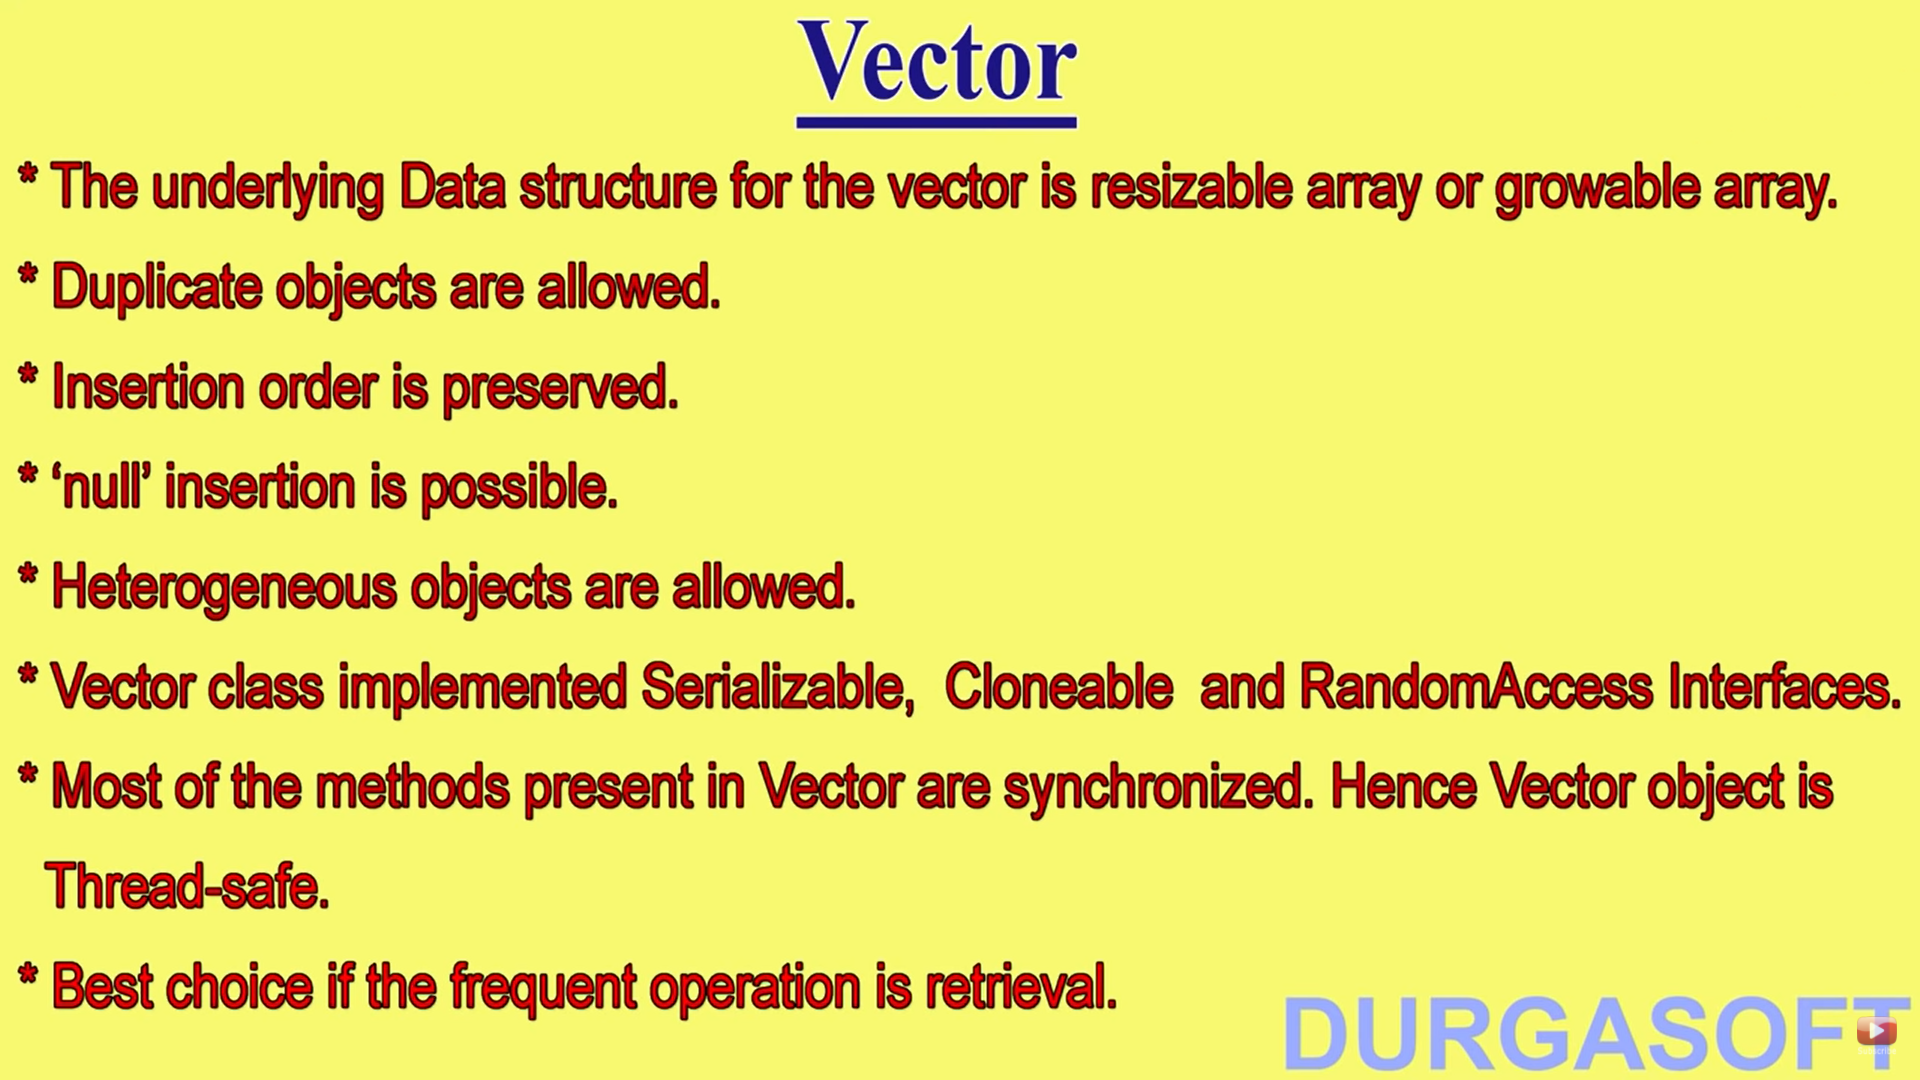 Vector
* The underlying Data structure for the vector is resizable array or growable array.
* Duplicate objects are allowed.
* Insertion order is preserved.
* ‘null’ insertion is possible.
* Heterogeneous objects are allowed.
* Vector class implemented Serializable, Cloneable and RandomAccess Interfaces.
* Most of the methods present in Vector are synchronized. Hence Vector object is
Thread-safe.
* Best choice if the frequent operation is retrieval.
DURGASOFT